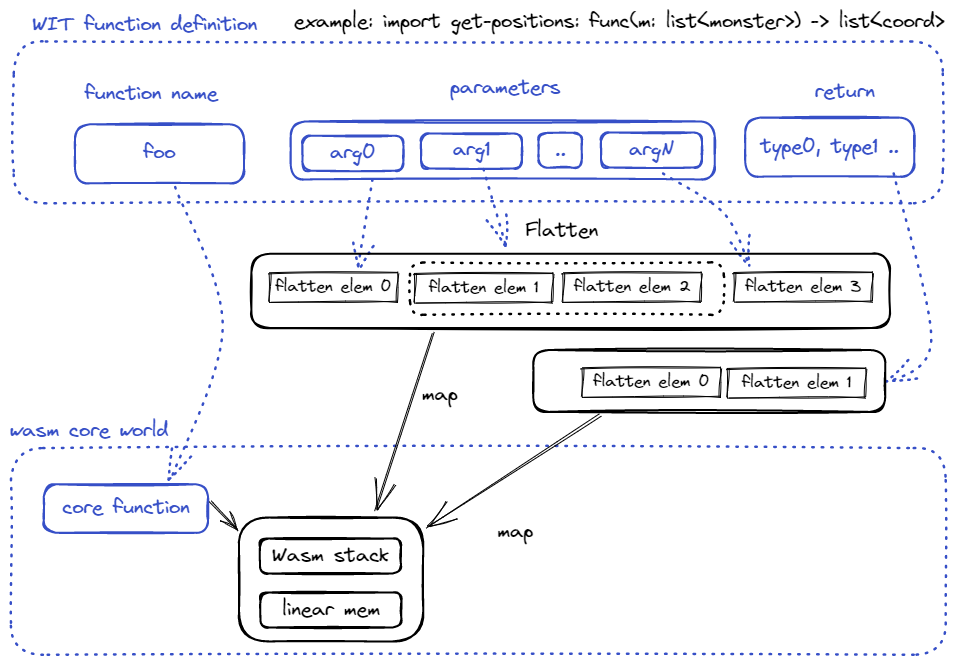 WIT function definition
example: import get-positions: func(m: list<monster>) -> list<coord>
function name
parameters
return
foo
arg0
arg1
..
argN
type0, type1 ..
Flatten
flatten elem 0
flatten elem 1
flatten elem 2
flatten elem 3
flatten elem 0
flatten elem 1
map
wasm core world
core function
map
Wasm stack
linear mem